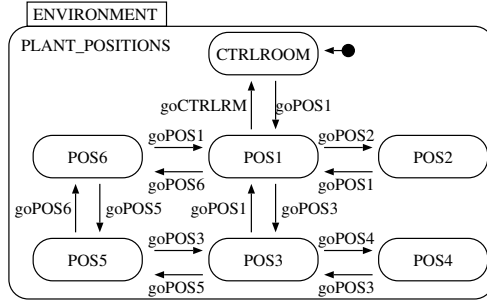 ENVIRONMENT
PLANT_POSITIONS
CTRLROOM
goCTRLRM goPOS1
goPOS1 goPOS2
POS6 POS1 POS2
goPOS6 goPOS1
goPOS6 goPOS5 goPOS1 goPOS3
goPOS3 goPOS4
POS5 POS3 POS4
goPOS5 goPOS3